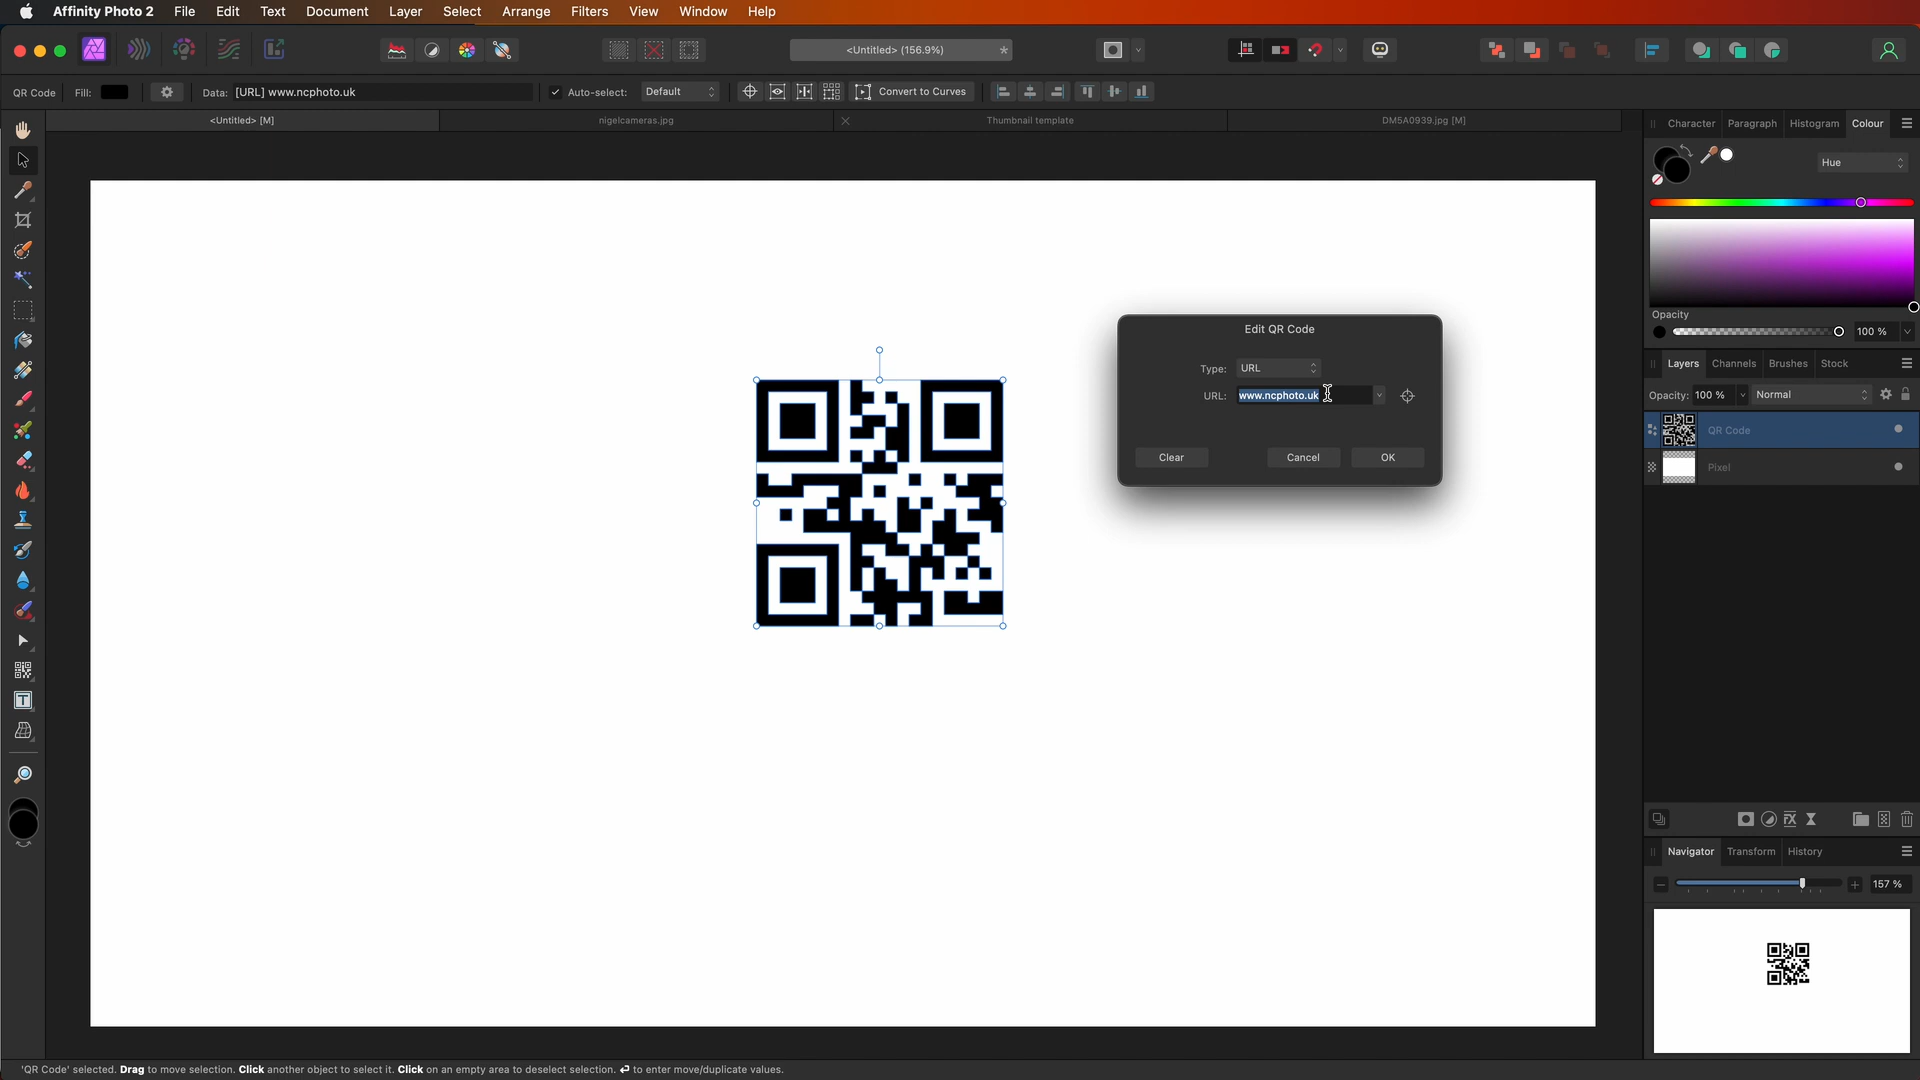 Affinity Photo 2 File Edit Text Document Layer Select Arrange Filters View Window Help
<Untitled> (156.9%) *
QR Code Fill: Data: [URL] www.ncphoto.uk Auto-select: Default Convert to Curves
<Untitled> [M] nigelcameras.jpg Thumbnail template DM5A0939.jpg [M]
Character Paragraph Histogram Colour
Hue
Opacity
100 %
Edit QR Code
Type: URL
URL: www.ncphoto.uk
Clear Cancel OK
Layers Channels Brushes Stock
Opacity: 100 % Normal
QR Code
Pixel
Navigator Transform History
157 %
'QR Code' selected. Drag to move selection. Click another object to select it. Click on an empty area to deselect selection. ⏎ to enter move/duplicate values.